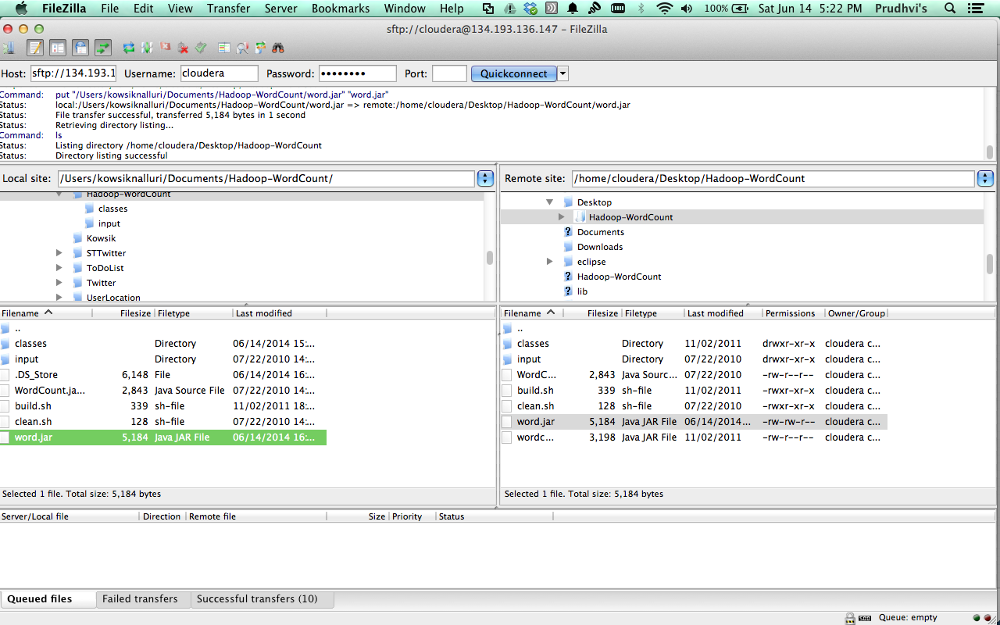 FileZilla File Edit View Transfer Server Bookmarks Window Help 100% Sat Jun 14 5:22 PM Prudhvi's
sftp://cloudera@134.193.136.147 – FileZilla
Host: sftp://134.193.1 Username: cloudera Password: •••••••• Port: Quickconnect
Command: put "/Users/kowsiknalluri/Documents/Hadoop-WordCount/word.jar" "word.jar"
Status: local:/Users/kowsiknalluri/Documents/Hadoop-WordCount/word.jar => remote:/home/cloudera/Desktop/Hadoop-WordCount/word.jar
Status: File transfer successful, transferred 5,184 bytes in 1 second
Status: Retrieving directory listing...
Command: ls
Status: Listing directory /home/cloudera/Desktop/Hadoop-WordCount
Status: Directory listing successful
Local site: /Users/kowsiknalluri/Documents/Hadoop-WordCount/
Hadoop-WordCount
classes
input
Kowsik
STTwitter
ToDoList
Twitter
UserLocation
Remote site: /home/cloudera/Desktop/Hadoop-WordCount
Desktop
Hadoop-WordCount
? Documents
Downloads
eclipse
? Hadoop-WordCount
? lib
Filename Filesize Filetype Last modified
..
classes Directory 06/14/2014 15:...
input Directory 07/22/2010 14:...
.DS_Store 6,148 File 06/14/2014 16:...
WordCount.ja... 2,843 Java Source File 07/22/2010 14:...
build.sh 339 sh-file 11/02/2011 18:...
clean.sh 128 sh-file 07/22/2010 14:...
word.jar 5,184 Java JAR File 06/14/2014 16:...
Selected 1 file. Total size: 5,184 bytes
Filename Filesize Filetype Last modified Permissions Owner/Group
..
classes Directory 11/02/2011 drwxr-xr-x cloudera c...
input Directory 07/22/2010 drwxr-xr-x cloudera c...
WordC... 2,843 Java Sourc... 07/22/2010 -rw-r--r-- cloudera c...
build.sh 339 sh-file 11/02/2011 -rwxr-xr-x cloudera c...
clean.sh 128 sh-file 07/22/2010 -rwxr-xr-x cloudera c...
word.jar 5,184 Java JAR File 06/14/2014... -rw-rw-r-- cloudera c...
wordc... 3,198 Java JAR File 11/02/2011 -rw-r--r-- cloudera c...
Selected 1 file. Total size: 5,184 bytes
Server/Local file Direction Remote file Size Priority Status
Queued files Failed transfers Successful transfers (10)
Queue: empty